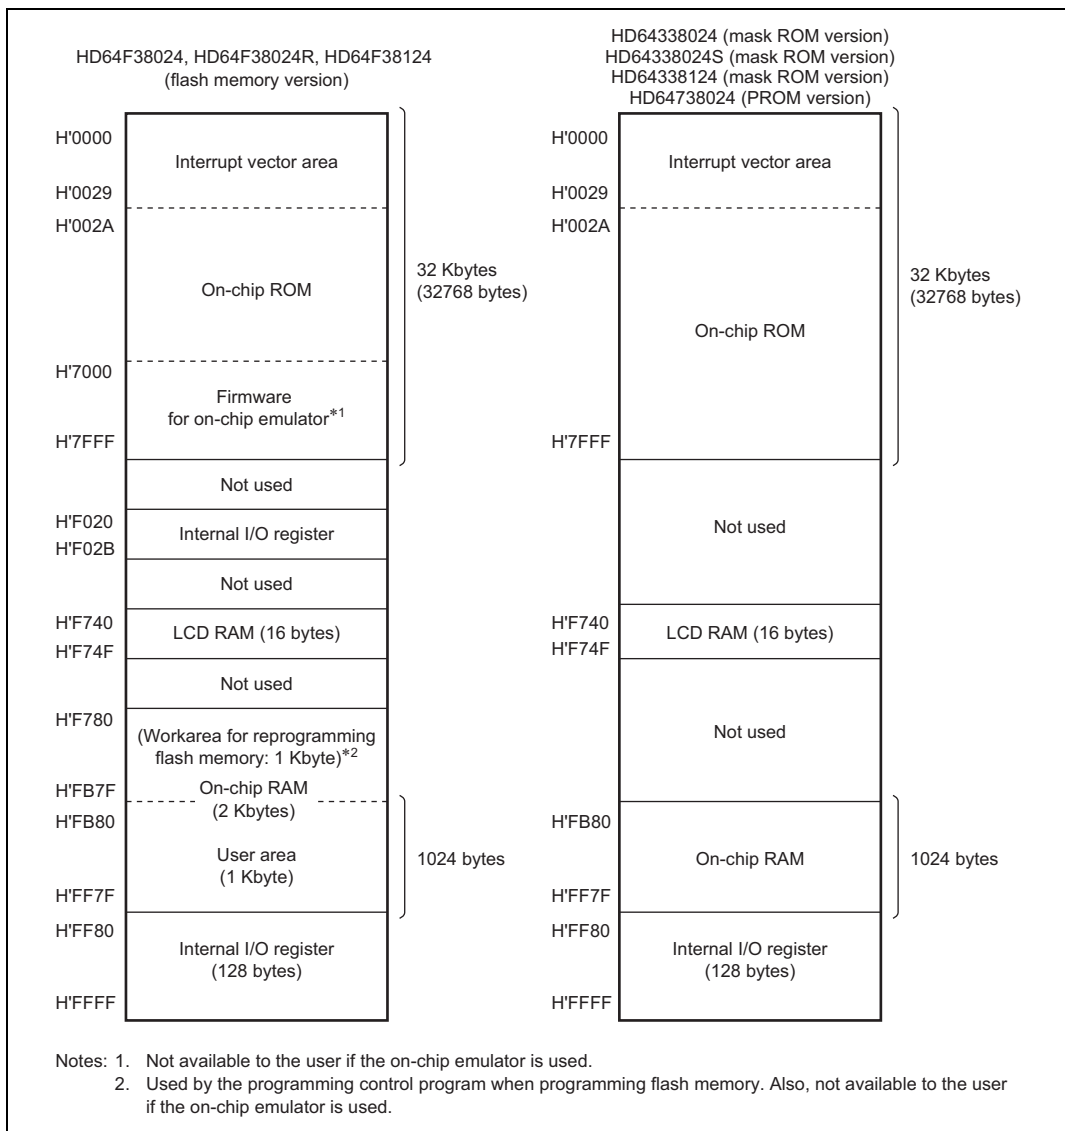 HD64F38024, HD64F38024R, HD64F38124
(flash memory version)
H'0000
Interrupt vector area
H'0029
H'002A
On-chip ROM
32 Kbytes
(32768 bytes)
H'7000
Firmware
for on-chip emulator*1
H'7FFF
Not used
H'F020
Internal I/O register
H'F02B
Not used
H'F740
LCD RAM (16 bytes)
H'F74F
Not used
H'F780
(Workarea for reprogramming
flash memory: 1 Kbyte)*2
H'FB7F
On-chip RAM
(2 Kbytes)
H'FB80
User area
(1 Kbyte)
1024 bytes
H'FF7F
H'FF80
Internal I/O register
(128 bytes)
H'FFFF
HD64338024 (mask ROM version)
HD64338024S (mask ROM version)
HD64338124 (mask ROM version)
HD64738024 (PROM version)
H'0000
Interrupt vector area
H'0029
H'002A
32 Kbytes
(32768 bytes)
On-chip ROM
H'7FFF
Not used
H'F740
LCD RAM (16 bytes)
H'F74F
Not used
H'FB80
On-chip RAM
1024 bytes
H'FF7F
H'FF80
Internal I/O register
(128 bytes)
H'FFFF
Notes: 1. Not available to the user if the on-chip emulator is used.
2. Used by the programming control program when programming flash memory. Also, not available to the user
if the on-chip emulator is used.